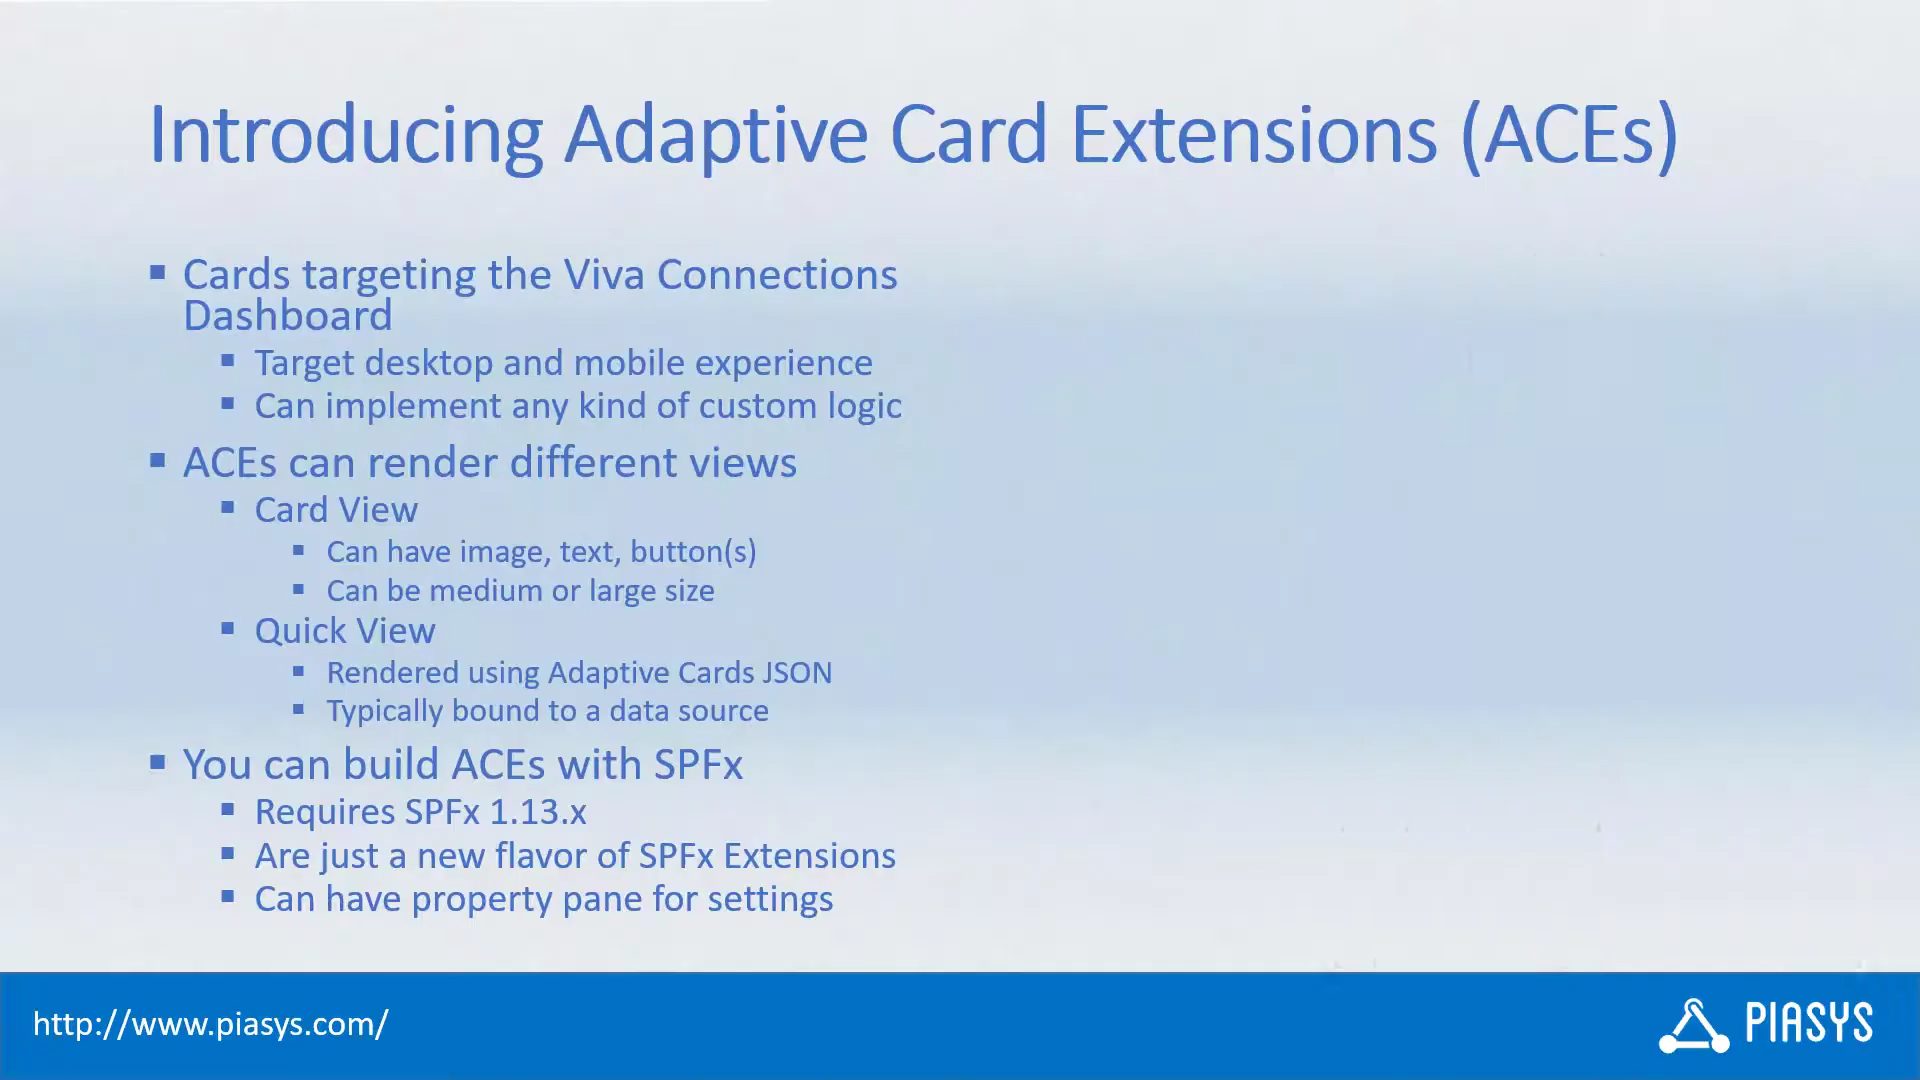 Introducing Adaptive Card Extensions (ACEs)
Cards targeting the Viva Connections
Dashboard
Target desktop and mobile experience
Can implement any kind of custom logic
ACEs can render different views
Card View
Can have image, text, button(s)
Can be medium or large size
Quick View
Rendered using Adaptive Cards JSON
Typically bound to a data source
You can build ACEs with SPFx
Requires SPFx 1.13.x
Are just a new flavor of SPFx Extensions
Can have property pane for settings
http://www.piasys.com/
PIASYS